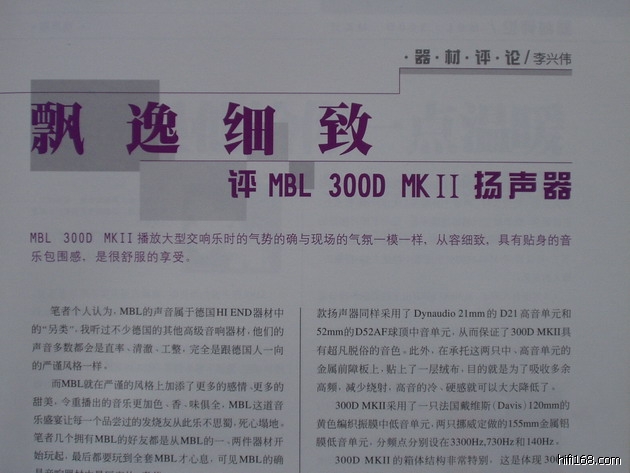 ·器·材·评·论/李兴伟
飘逸细致
评 MBL 300D MKII 扬声器
MBL 300D MKII 播放大型交响乐时的气势的确与现场的气氛一模一样，从容细致，具有贴身的音
乐包围感，是很舒服的享受。
笔者个人认为，MBL的声音属于德国HI END器材中
的“另类”，我听过不少德国的其他高级音响器材，他们的
声音多数都会是直率、清澈、工整，完全是跟德国人一向
的严谨风格一样。
而MBL就在严谨的风格上加添了更多的感情、更多的
甜美，令重播出的音乐更加色、香、味俱全，MBL这道音
乐盛宴让每一个品尝过的发烧友从此乐不思蜀，死心塌地，
笔者几个拥有MBL的好友都是从MBL的一、两件器材开
始玩起，最后都要玩到全套MBL才心息，可见MBL的确
款扬声器同样采用了Dynaudio 21mm的D21高音单元和
52mm的D52AF球顶中音单元，从而保证了300D MKII具
有超凡脱俗的音色。此外，在承托这两只中、高音单元的
金属前障板上，贴上了一层绒布，目的就是为了吸收多余
高频，减少绕射，高音的冷、硬感就可以大大降低了。
300D MKII采用了一只法国戴维斯（Davis）120mm的
黄色编织振膜中低音单元，两只挪威定做的155mm金属铝
膜低音单元，分频点分别设在3300Hz,730Hz和140Hz。
300D MKII的箱体结构非常特别，这是体现300
hifi168.com